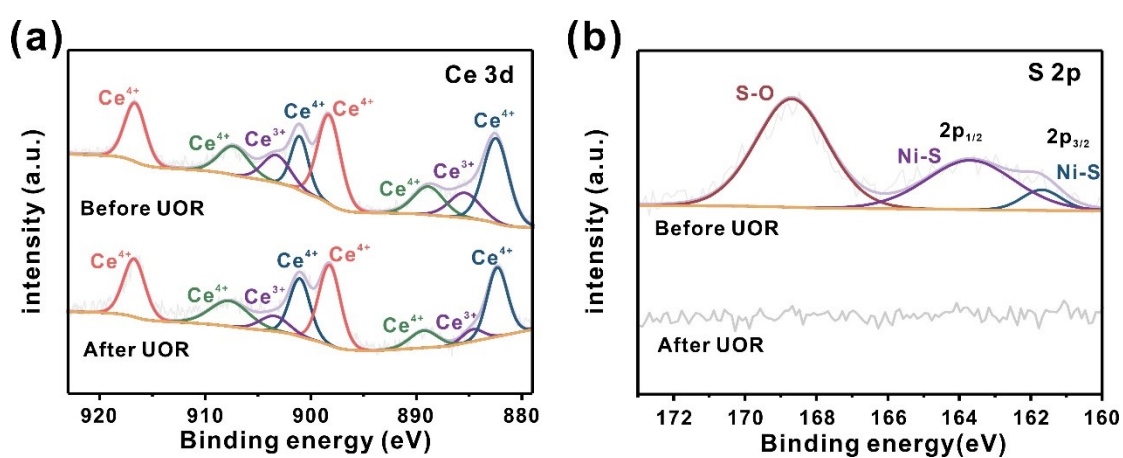 (a)
Ce 3d
Ce⁴⁺
Ce⁴⁺
Ce³⁺
Ce⁴⁺
Ce⁴⁺
Ce⁴⁺
Ce³⁺
Ce⁴⁺
Before UOR
Ce⁴⁺
Ce⁴⁺
Ce³⁺
Ce⁴⁺
Ce⁴⁺
Ce⁴⁺
Ce³⁺
Ce⁴⁺
After UOR
intensity (a.u.)
920 910 900 890 880
Binding energy (eV)
(b)
S 2p
S-O
2p₁/₂
Ni-S
2p₃/₂
Ni-S
Before UOR
After UOR
intensity (a.u.)
172 170 168 166 164 162 160
Binding energy(eV)